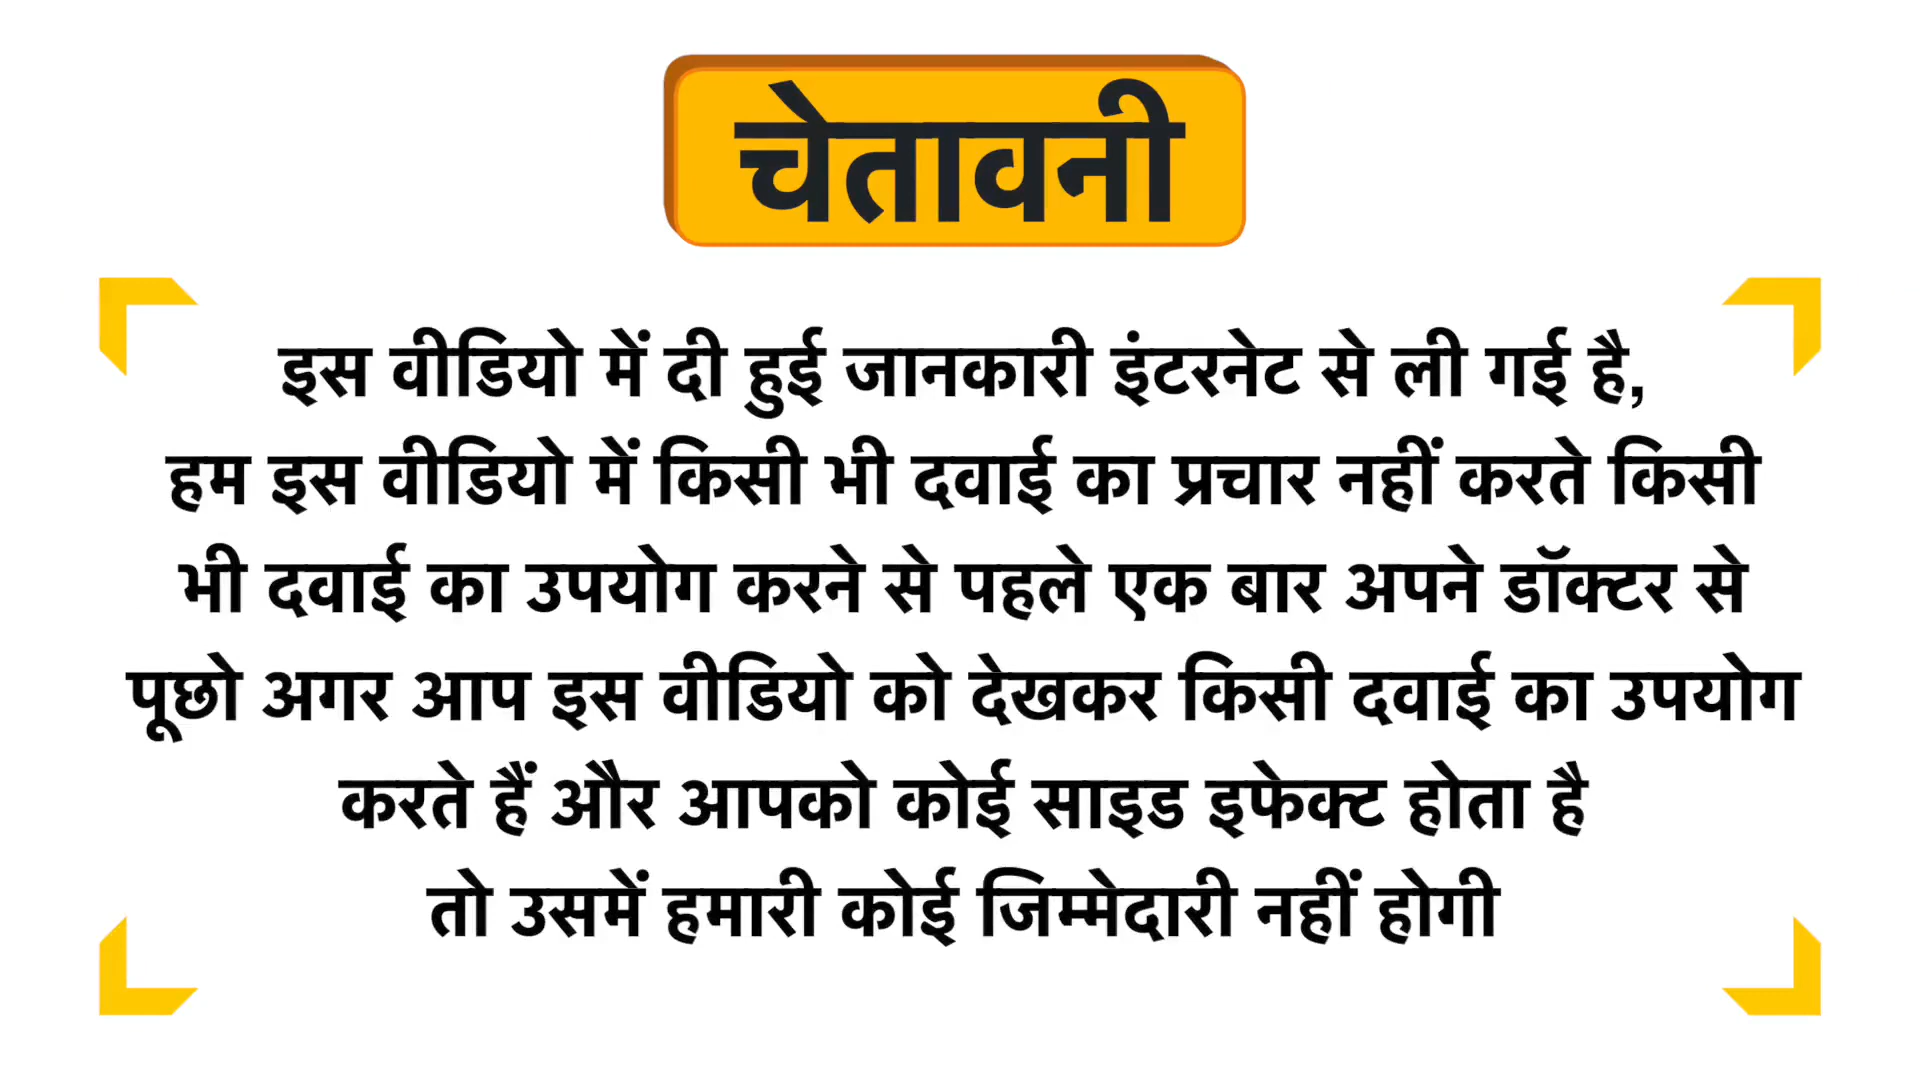 चेतावनी
इस वीडियो में दी हुई जानकारी इंटरनेट से ली गई है,
हम इस वीडियो में किसी भी दवाई का प्रचार नहीं करते किसी
भी दवाई का उपयोग करने से पहले एक बार अपने डॉक्टर से
पूछो अगर आप इस वीडियो को देखकर किसी दवाई का उपयोग
करते हैं और आपको कोई साइड इफेक्ट होता है
तो उसमें हमारी कोई जिम्मेदारी नहीं होगी